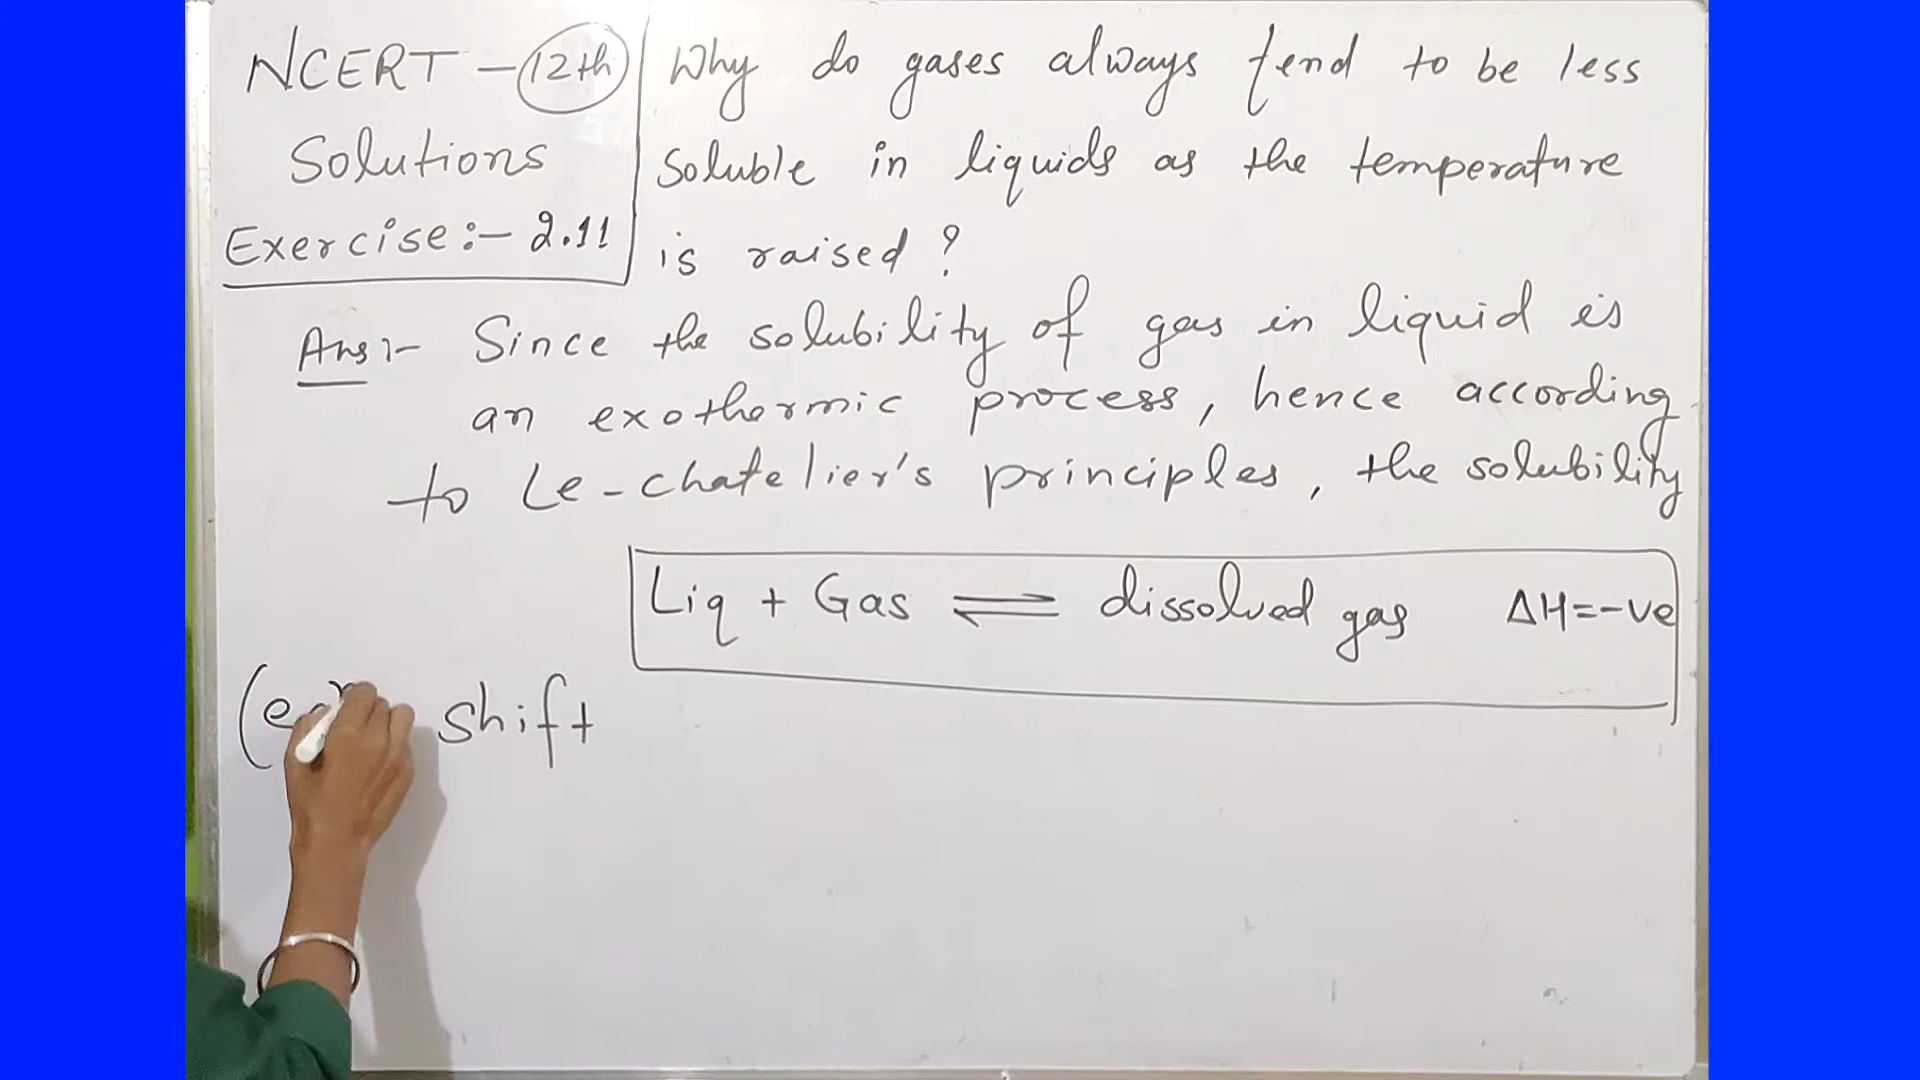 NCERT - 12th
Solutions
Exercise:- 2.11
Why do gases always tend to be less
soluble in liquids as the temperature
is raised ?
Ans:- Since the solubility of gas in liquid is
an exothermic process, hence according
to Le-chatelier's principles, the solubility
Liq + Gas ⇌ dissolved gas ΔH=-ve
shift